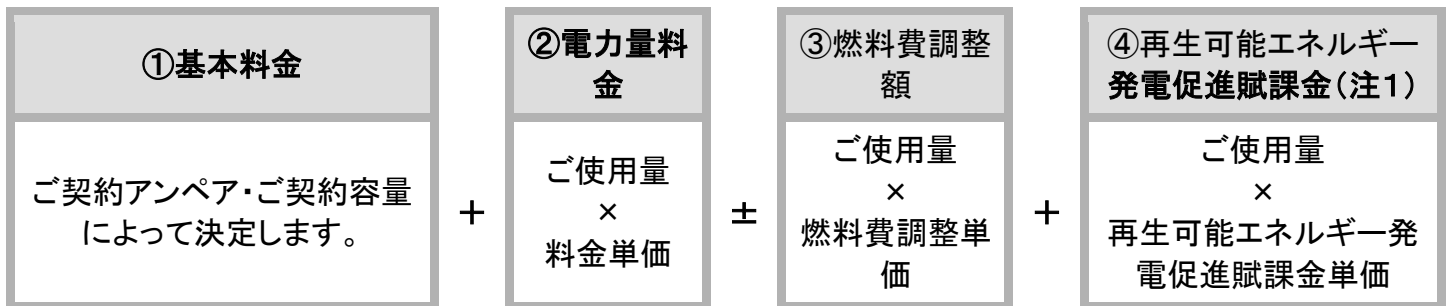 ①基本料金
ご契約アンペア・ご契約容量
によって決定します。
+
②電力量料
金
ご使用量
×
料金単価
±
③燃料費調整
額
ご使用量
×
燃料費調整単
価
+
④再生可能エネルギー
発電促進賦課金(注1)
ご使用量
×
再生可能エネルギー発
電促進賦課金単価